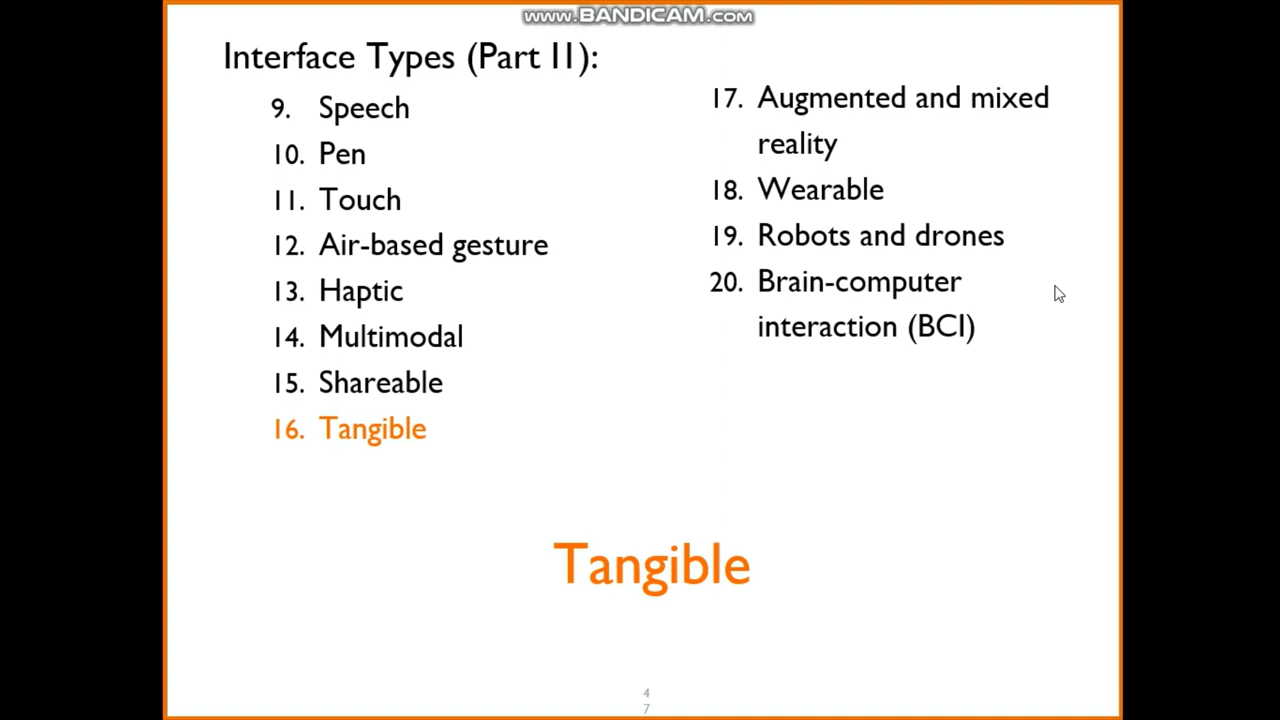 www.BANDICAM.com
Interface Types (Part II):
9. Speech
10. Pen
11. Touch
12. Air-based gesture
13. Haptic
14. Multimodal
15. Shareable
16. Tangible
17. Augmented and mixed
reality
18. Wearable
19. Robots and drones
20. Brain-computer
interaction (BCI)
Tangible
4
7